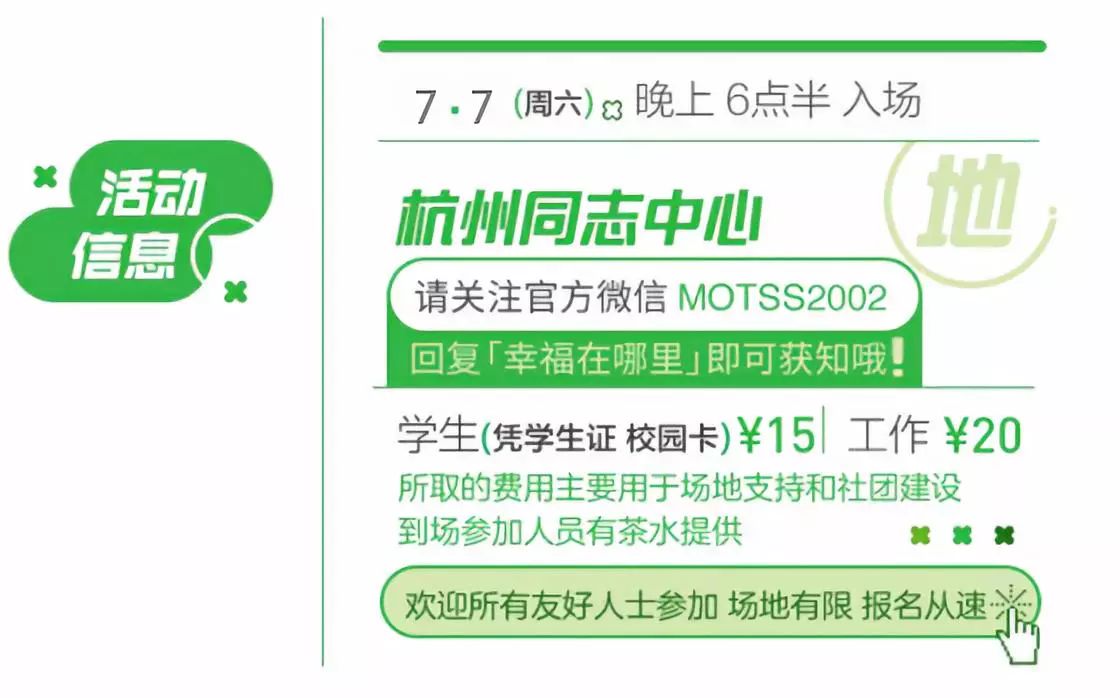 活动
信息
7.7 (周六) 晚上 6点半 入场
地
杭州同志中心
请关注官方微信 MOTSS2002
回复「幸福在哪里」即可获知哦!
学生(凭学生证 校园卡)¥15| 工作 ¥20
所取的费用主要用于场地支持和社团建设
到场参加人员有茶水提供
欢迎所有友好人士参加 场地有限 报名从速